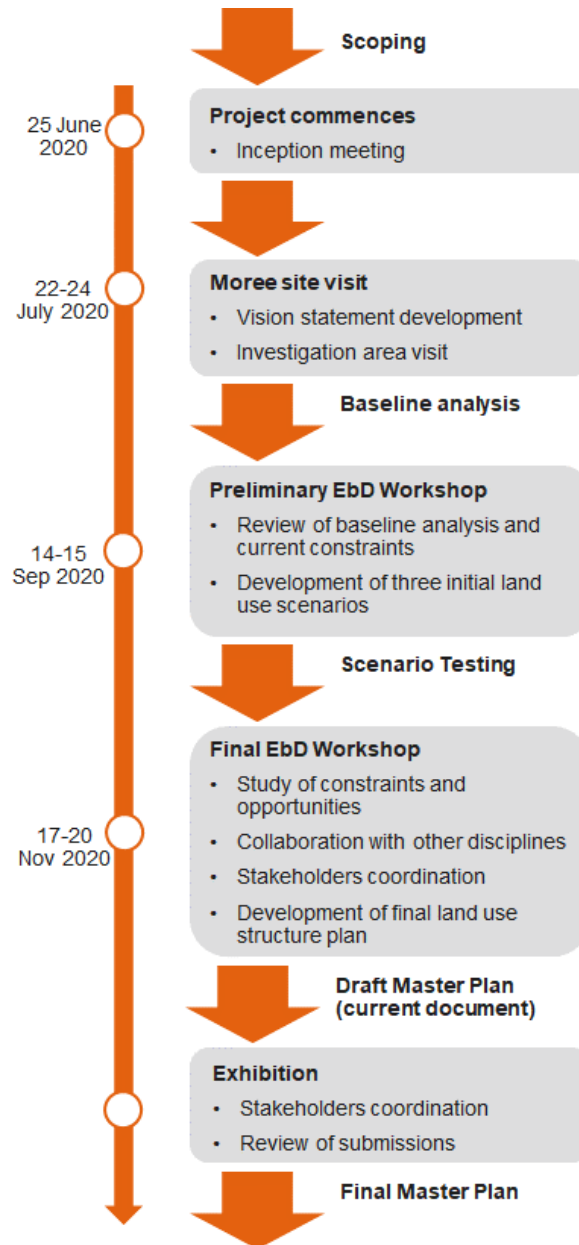 Scoping
25 June
2020
Project commences
• Inception meeting
22-24
July 2020
Moree site visit
• Vision statement development
• Investigation area visit
Baseline analysis
14-15
Sep 2020
Preliminary EbD Workshop
• Review of baseline analysis and
current constraints
• Development of three initial land
use scenarios
Scenario Testing
17-20
Nov 2020
Final EbD Workshop
• Study of constraints and
opportunities
• Collaboration with other disciplines
• Stakeholders coordination
• Development of final land use
structure plan
Draft Master Plan
(current document)
Exhibition
• Stakeholders coordination
• Review of submissions
Final Master Plan